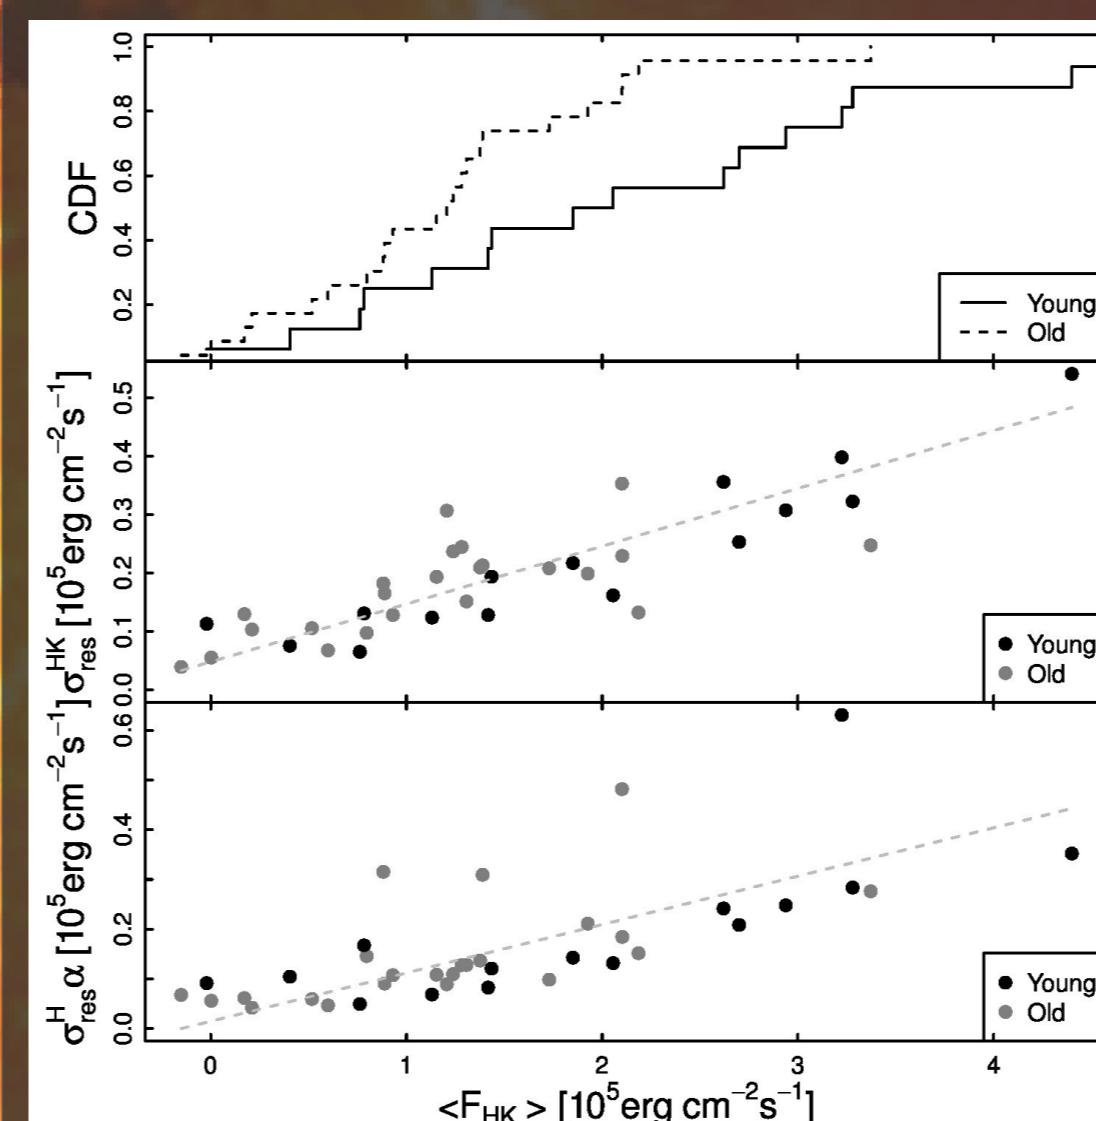 1.0
0.8
0.6
0.4
0.2
CDF
Young
Old
0.5
0.4
0.3
0.2
0.1
0.0
σ_res^HK [10^5 erg cm^−2 s^−1]
Young
Old
0.6
0.4
0.2
0.0
σ_res^H α [10^5 erg cm^−2 s^−1]
Young
Old
0 1 2 3 4
<F_HK > [10^5 erg cm^−2 s^−1]